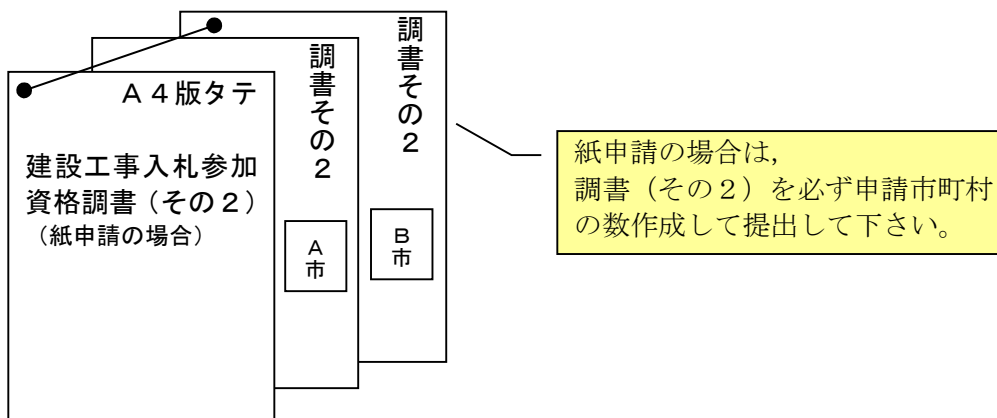 調書その2
調書その2
A4版タテ
建設工事入札参加
資格調書(その2)
(紙申請の場合)
A
市
B
市
紙申請の場合は,
調書(その2)を必ず申請市町村
の数作成して提出して下さい。